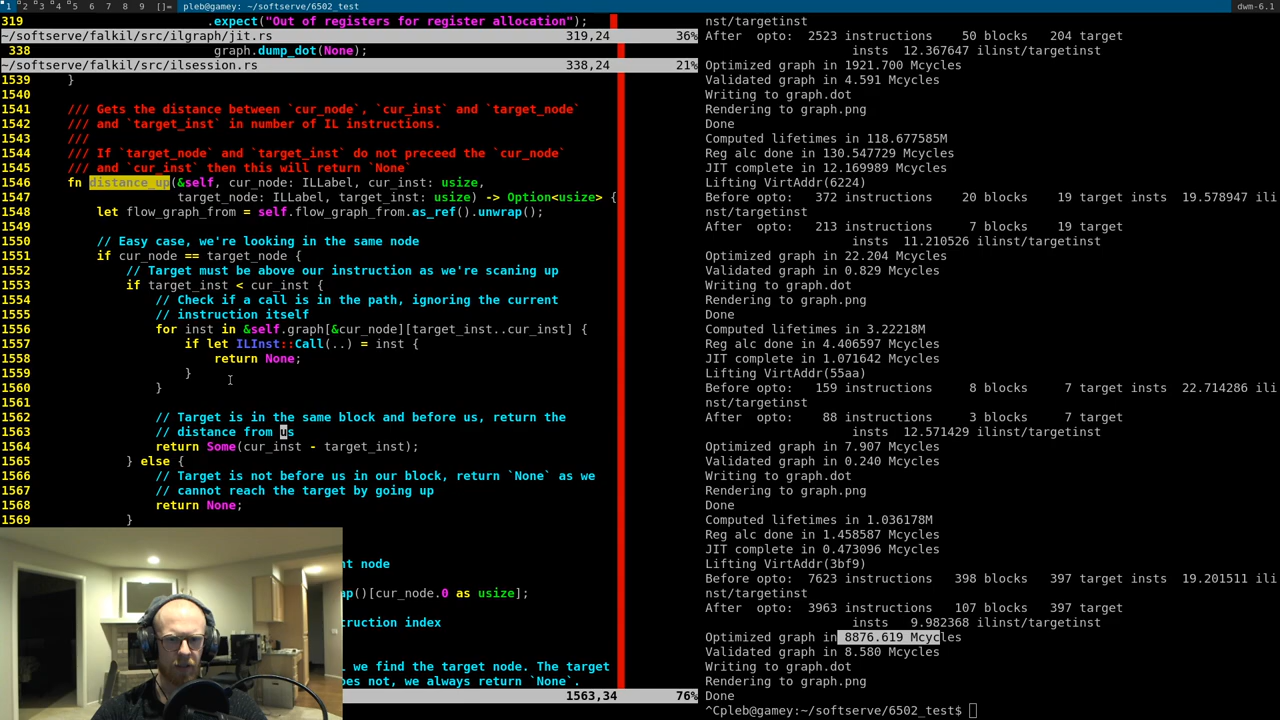 1 2 3 4 5 6 7 8 9 []= pleb@gamey: ~/softserve/6502_test dwm-6.1
319 .expect("Out of registers for register allocation");
~/softserve/falkil/src/ilgraph/jit.rs 319,24 36%
338 graph.dump_dot(None);
~/softserve/falkil/src/ilsession.rs 338,24 21%
1539 }
1540
1541 /// Gets the distance between `cur_node`, `cur_inst` and `target_node`
1542 /// and `target_inst` in number of IL instructions.
1543 ///
1544 /// If `target_node` and `target_inst` do not preceed the `cur_node`
1545 /// and `cur_inst` then this will return `None`
1546 fn distance_up(&self, cur_node: ILLabel, cur_inst: usize,
1547 target_node: ILLabel, target_inst: usize) -> Option<usize> {
1548 let flow_graph_from = self.flow_graph_from.as_ref().unwrap();
1549
1550 // Easy case, we're looking in the same node
1551 if cur_node == target_node {
1552 // Target must be above our instruction as we're scaning up
1553 if target_inst < cur_inst {
1554 // Check if a call is in the path, ignoring the current
1555 // instruction itself
1556 for inst in &self.graph[&cur_node][target_inst..cur_inst] {
1557 if let ILInst::Call(..) = inst {
1558 return None;
1559 }
1560 }
1561
1562 // Target is in the same block and before us, return the
1563 // distance from us
1564 return Some(cur_inst - target_inst);
1565 } else {
1566 // Target is not before us in our block, return `None` as we
1567 // cannot reach the target by going up
1568 return None;
1569 }
nt node
ap()[cur_node.0 as usize];
truction index
we find the target node. The target
oes not, we always return `None`.
1563,34 76%
nst/targetinst
After opto: 2523 instructions 50 blocks 204 target
insts 12.367647 ilinst/targetinst
Optimized graph in 1921.700 Mcycles
Validated graph in 4.591 Mcycles
Writing to graph.dot
Rendering to graph.png
Done
Computed lifetimes in 118.677585M
Reg alc done in 130.547729M
JIT complete in 12.169989M
Lifting VirtAddr(6224)
Before opto: 372 instructions 20 blocks 19 target insts 19.578947 ili
nst/targetinst
After opto: 213 instructions 7 blocks 19 target
insts 11.210526 ilinst/targetinst
Optimized graph in 22.204 Mcycles
Validated graph in 0.829 Mcycles
Writing to graph.dot
Rendering to graph.png
Done
Computed lifetimes in 3.22218M
Reg alc done in 4.406597M
JIT complete in 1.071642M
Lifting VirtAddr(55aa)
Before opto: 159 instructions 8 blocks 7 target insts 22.714286 ili
nst/targetinst
After opto: 88 instructions 3 blocks 7 target
insts 12.571429 ilinst/targetinst
Optimized graph in 7.907 Mcycles
Validated graph in 0.240 Mcycles
Writing to graph.dot
Rendering to graph.png
Done
Computed lifetimes in 1.036178M
Reg alc done in 1.458587M
JIT complete in 0.473096M
Lifting VirtAddr(3bf9)
Before opto: 7623 instructions 398 blocks 397 target insts 19.201511 ili
nst/targetinst
After opto: 3963 instructions 107 blocks 397 target
insts 9.982368 ilinst/targetinst
Optimized graph in 8876.619 Mcycles
Validated graph in 8.580 Mcycles
Writing to graph.dot
Rendering to graph.png
Done
^Cpleb@gamey:~/softserve/6502_test$